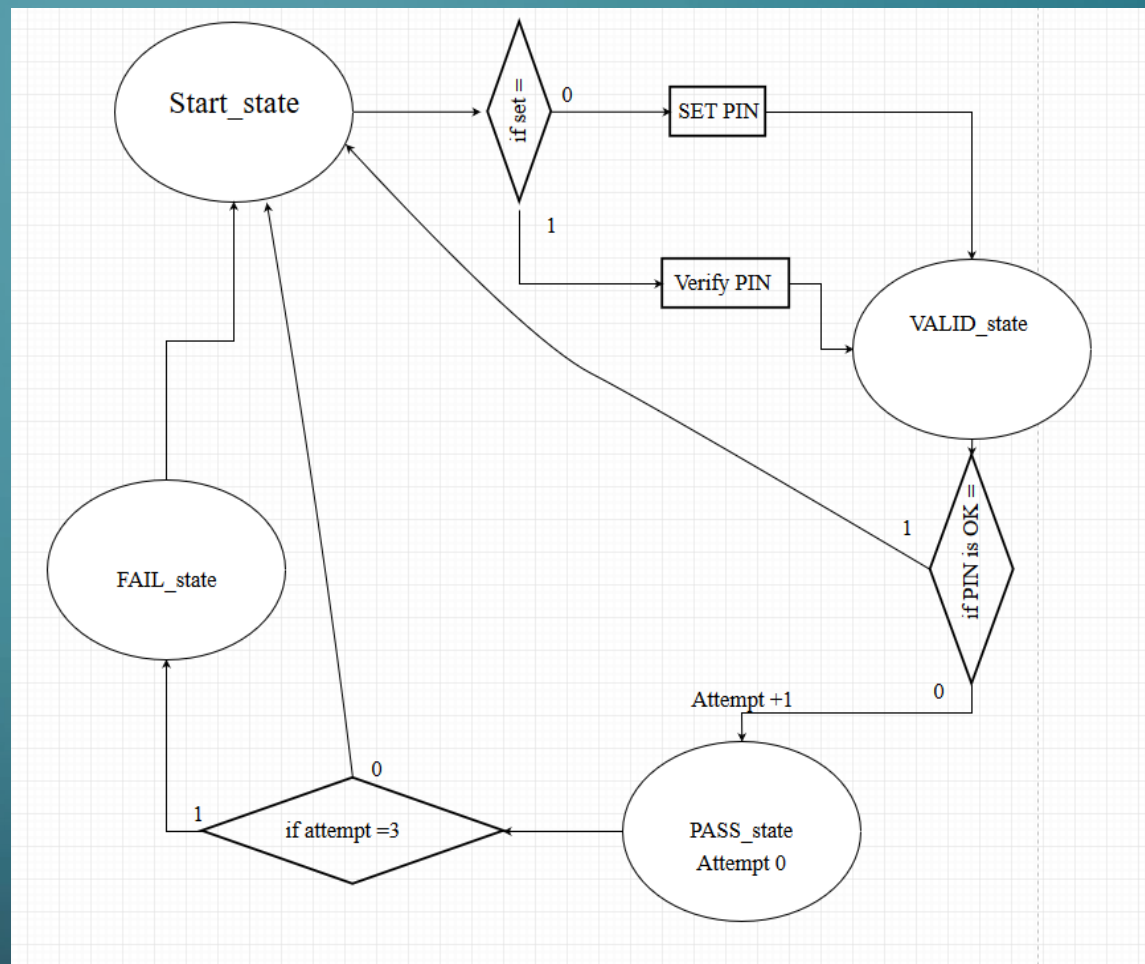 Start_state
if set =
0
SET PIN
1
Verify PIN
VALID_state
if PIN is OK =
1
0
Attempt +1
FAIL_state
0
1
if attempt =3
PASS_state
Attempt 0